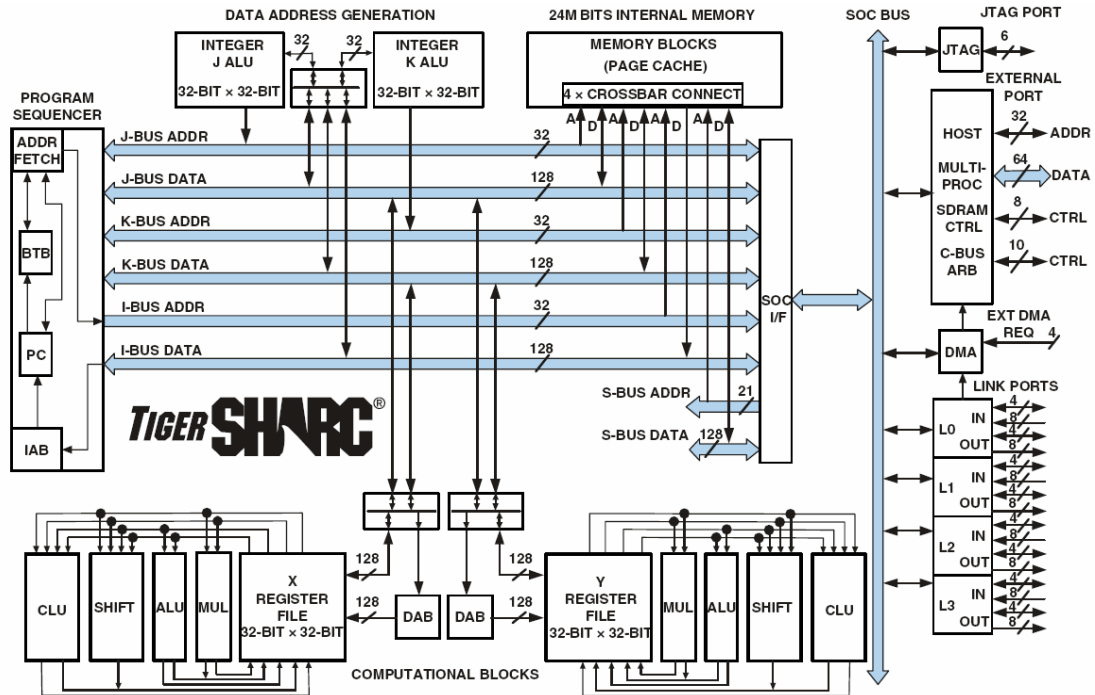 DATA ADDRESS GENERATION
24M BITS INTERNAL MEMORY
SOC BUS
JTAG PORT
INTEGER
J ALU
32-BIT × 32-BIT
32
32
INTEGER
K ALU
32-BIT × 32-BIT
MEMORY BLOCKS
(PAGE CACHE)
4 × CROSSBAR CONNECT
A D A D A D A D
JTAG
6
EXTERNAL
PORT
PROGRAM
SEQUENCER
ADDR
FETCH
BTB
PC
IAB
J-BUS ADDR
32
J-BUS DATA
128
K-BUS ADDR
32
K-BUS DATA
128
I-BUS ADDR
32
I-BUS DATA
128
S-BUS ADDR
21
S-BUS DATA
128
SOC
I/F
HOST
32
ADDR
MULTI-
PROC
64
DATA
SDRAM
CTRL
8
CTRL
C-BUS
ARB
10
CTRL
EXT DMA
REQ
4
DMA
LINK PORTS
L0
IN
OUT
4
8
4
8
L1
IN
OUT
4
8
4
8
L2
IN
OUT
4
8
4
8
L3
IN
OUT
4
8
4
8
TIGER SHARC®
CLU
SHIFT
ALU
MUL
X
REGISTER
FILE
32-BIT × 32-BIT
128
128
DAB
DAB
128
128
Y
REGISTER
FILE
32-BIT × 32-BIT
MUL
ALU
SHIFT
CLU
COMPUTATIONAL BLOCKS